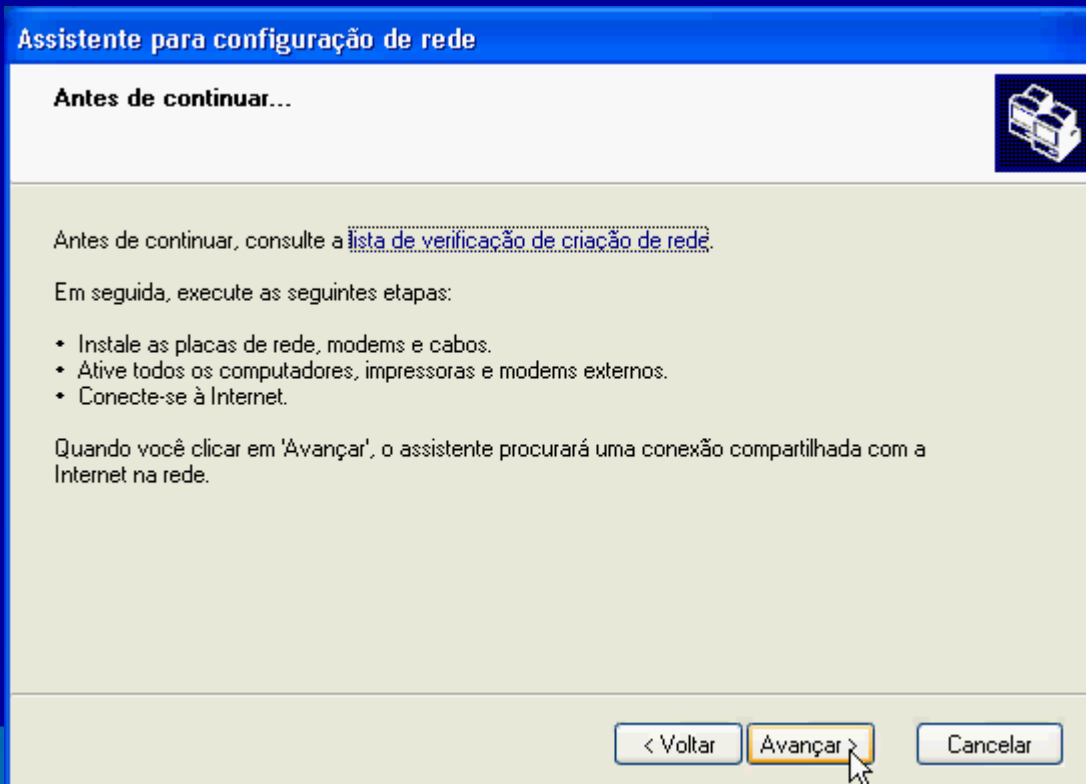 Assistente para configuração de rede
Antes de continuar...
Antes de continuar, consulte a lista de verificação de criação de rede.
Em seguida, execute as seguintes etapas:
• Instale as placas de rede, modems e cabos.
• Ative todos os computadores, impressoras e modems externos.
• Conecte-se à Internet.
Quando você clicar em 'Avançar', o assistente procurará uma conexão compartilhada com a
Internet na rede.
< Voltar Avançar > Cancelar